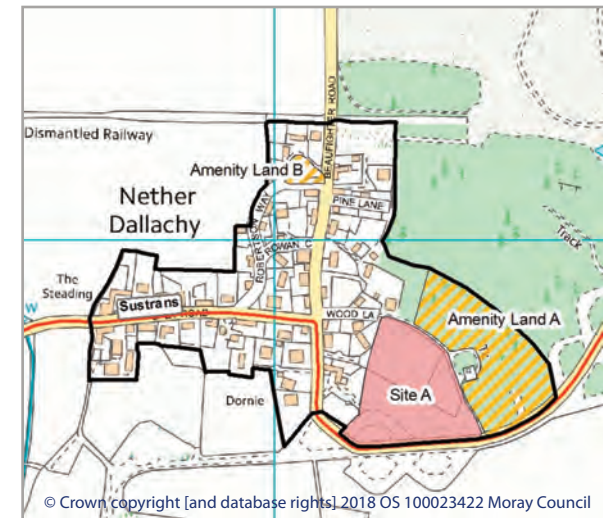 Dismantled Railway
BEAUFIGHTER ROAD
Amenity Land B
Nether
Dallachy
ROBERTSON WAY
PINE LANE
ROWAN C
Track
The
Steading
W
Sustrans
ROAD
WOOD LA
Amenity Land A
Site A
Dornie
© Crown copyright [and database rights] 2018 OS 100023422 Moray Council